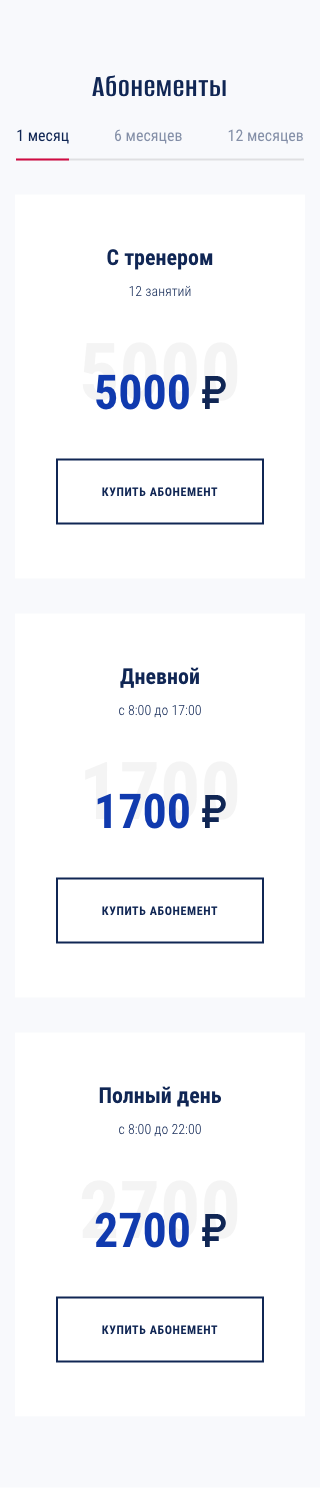 Абонементы
1 месяц 6 месяцев 12 месяцев
С тренером
12 занятий
5000
5000 ₽
КУПИТЬ АБОНЕМЕНТ
Дневной
с 8:00 до 17:00
1700
1700 ₽
КУПИТЬ АБОНЕМЕНТ
Полный день
с 8:00 до 22:00
2700
2700 ₽
КУПИТЬ АБОНЕМЕНТ